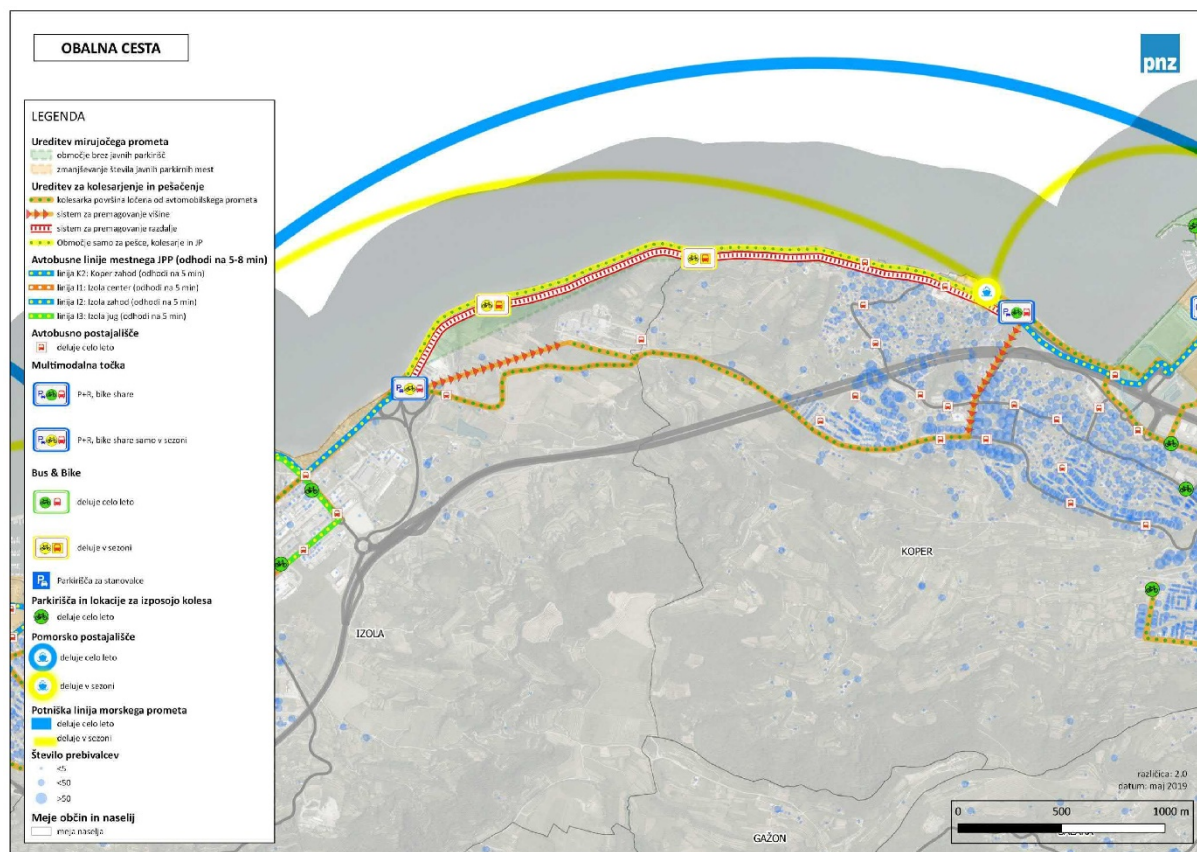 OBALNA CESTA
pnz
LEGENDA
Ureditev mirujočega prometa
območje brez javnih parkirišč
zmanjševanje števila javnih parkirnih mest
Ureditev za kolesarjenje in pešačenje
kolesarka površina ločena od avtomobilskega prometa
sistem za premagovanje višine
sistem za premagovanje razdalje
Območje samo za pešce, kolesarje in JP
Avtobusne linije mestnega JPP (odhodi na 5-8 min)
linija K2: Koper zahod (odhodi na 5 min)
linija I1: Izola center (odhodi na 5 min)
linija I2: Izola zahod (odhodi na 5 min)
linija I3: Izola jug (odhodi na 5 min)
Avtobusno postajališče
deluje celo leto
Multimodalna točka
P+R, bike share
P+R, bike share samo v sezoni
Bus & Bike
deluje celo leto
deluje v sezoni
Parkirišča za stanovalce
Parkirišča in lokacije za izposojo kolesa
deluje celo leto
Pomorsko postajališče
deluje celo leto
deluje v sezoni
Potniška linija morskega prometa
deluje celo leto
deluje v sezoni
Število prebivalcev
<5
<50
>50
Meje občin in naselij
meja naselja
KOPER
IZOLA
GAŽON
različica: 2.0
datum: maj 2019
0 500 1000 m